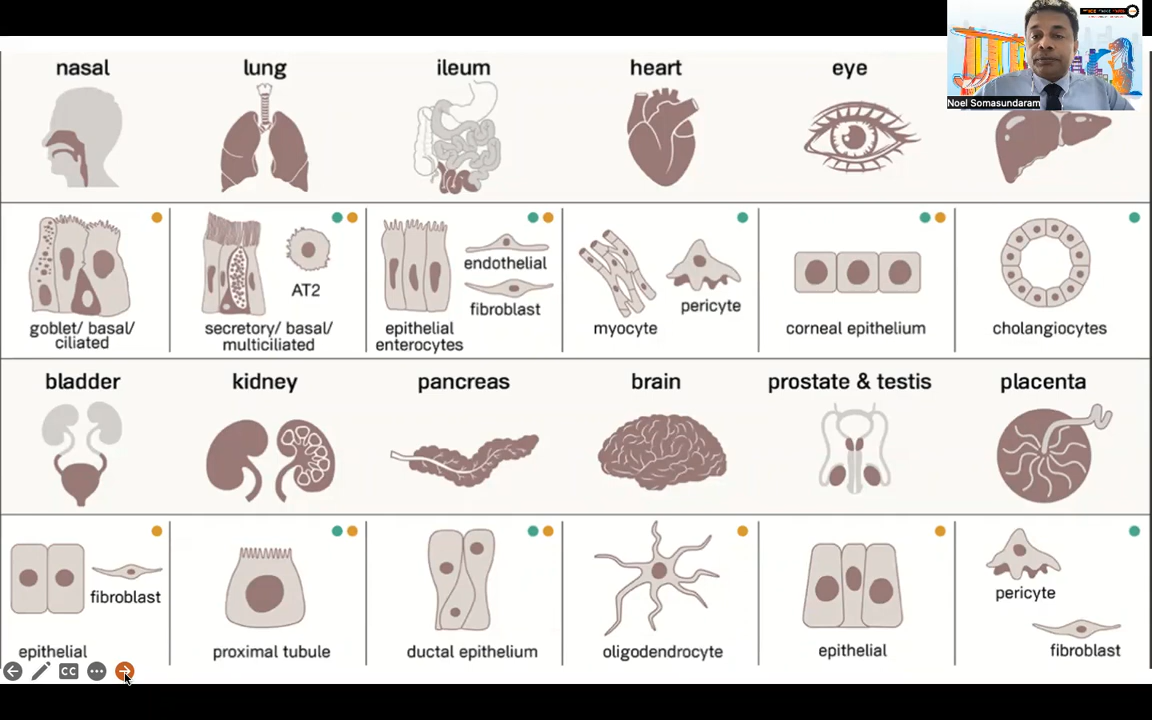 nasal
lung
ileum
heart
eye
Noel Somasundaram
goblet/ basal/
ciliated
AT2
secretory/ basal/
multiciliated
endothelial
fibroblast
epithelial
enterocytes
pericyte
myocyte
corneal epithelium
cholangiocytes
bladder
kidney
pancreas
brain
prostate & testis
placenta
fibroblast
epithelial
proximal tubule
ductal epithelium
oligodendrocyte
epithelial
pericyte
fibroblast
CC